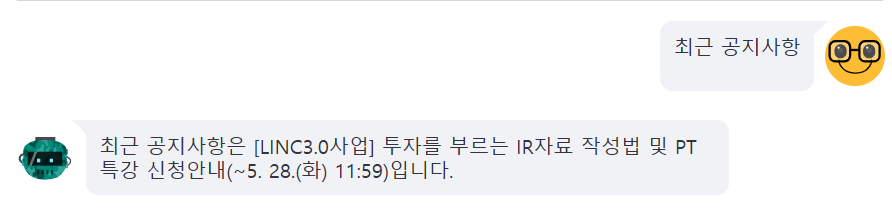 최근 공지사항
최근 공지사항은 [LINC3.0사업] 투자를 부르는 IR자료 작성법 및 PT
특강 신청안내(~5. 28.(화) 11:59)입니다.